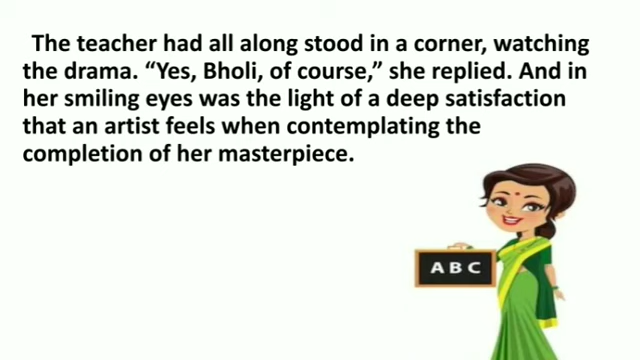 The teacher had all along stood in a corner, watching
the drama. “Yes, Bholi, of course,” she replied. And in
her smiling eyes was the light of a deep satisfaction
that an artist feels when contemplating the
completion of her masterpiece.
A B C